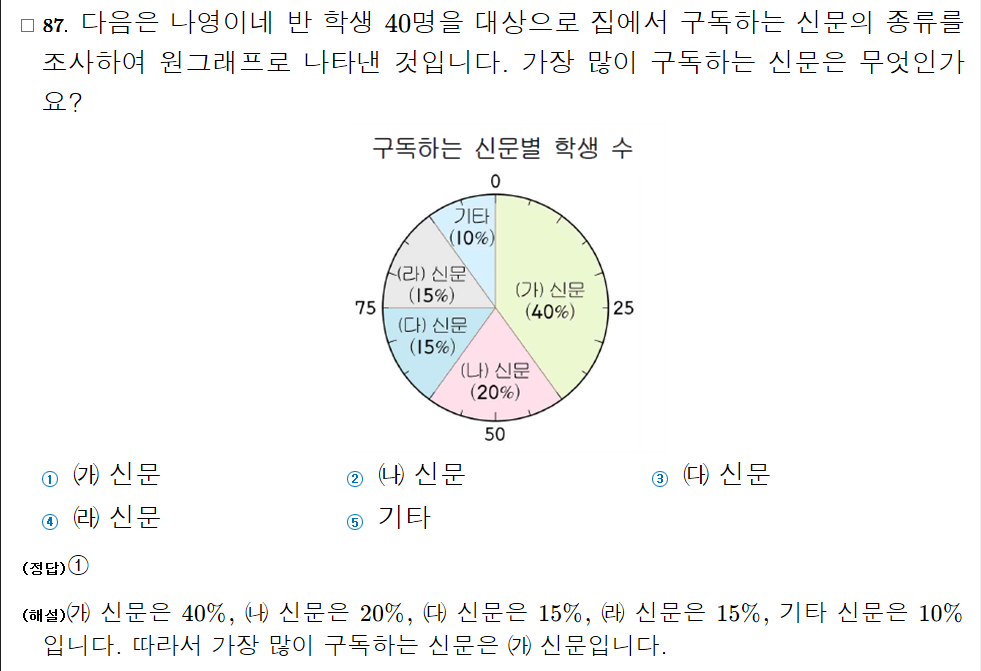 □ 87. 다음은 나영이네 반 학생 40명을 대상으로 집에서 구독하는 신문의 종류를
조사하여 원그래프로 나타낸 것입니다. 가장 많이 구독하는 신문은 무엇인가
요?
구독하는 신문별 학생 수
0
기타
(10%)
(라) 신문
(15%)
(가) 신문
(40%)
75
25
(다) 신문
(15%)
(나) 신문
(20%)
50
① ㈎ 신문 ② ㈏ 신문 ③ ㈐ 신문
④ ㈑ 신문 ⑤ 기타
(정답)①
(해설)㈎ 신문은 40%, ㈏ 신문은 20%, ㈐ 신문은 15%, ㈑ 신문은 15%, 기타 신문은 10%
입니다. 따라서 가장 많이 구독하는 신문은 ㈎ 신문입니다.